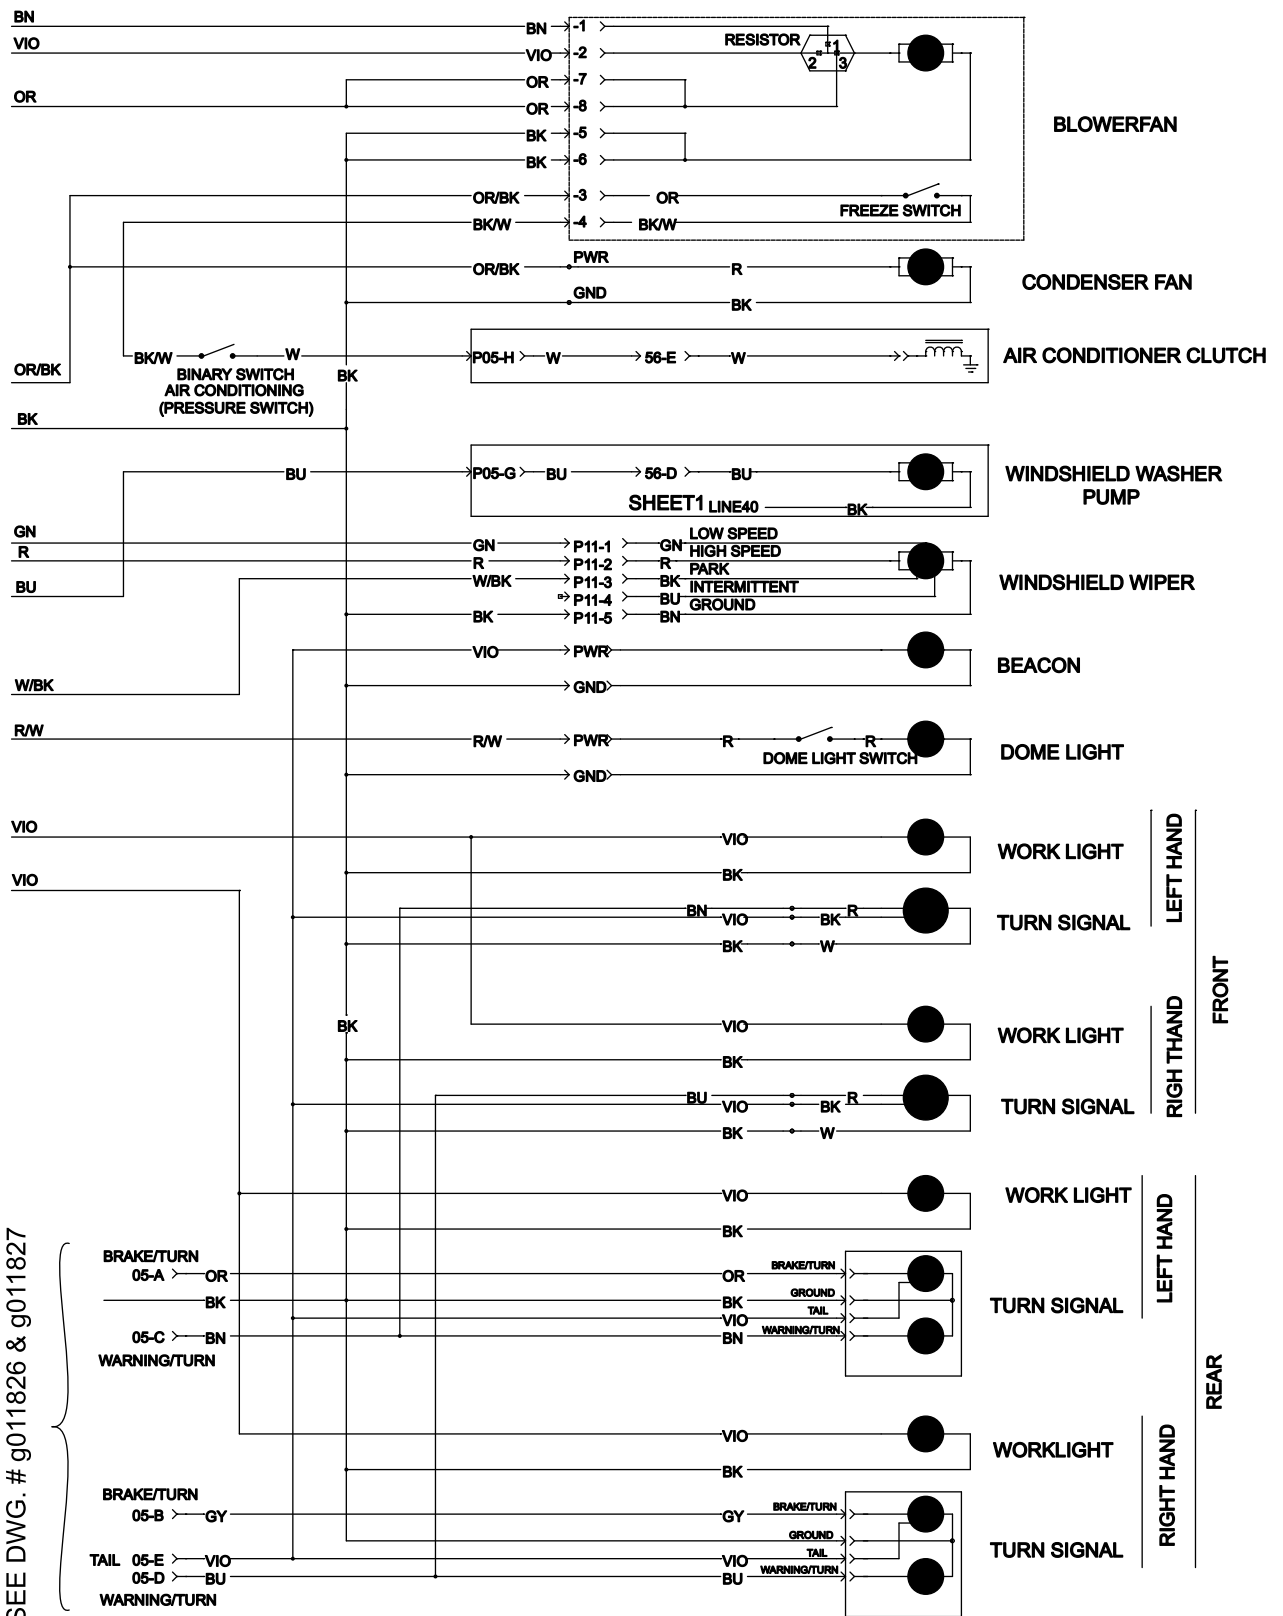 BN
BN -1
VIO
VIO -2
RESISTOR
1
2 3
OR -7
OR
OR -8
BK -5
BK -6
BLOWERFAN
OR/BK -3 OR
FREEZE SWITCH
BK/W -4 BK/W
PWR
OR/BK R
CONDENSER FAN
GND
BK
BK/W W P05-H W 56-E W
AIR CONDITIONER CLUTCH
OR/BK
BINARY SWITCH
AIR CONDITIONING
(PRESSURE SWITCH)
BK
BK
BU P05-G BU 56-D BU
WINDSHIELD WASHER
PUMP
SHEET1 LINE40 BK
GN
GN P11-1 GN LOW SPEED
R
R P11-2 R HIGH SPEED
W/BK P11-3 BK PARK
WINDSHIELD WIPER
BU
P11-4 BU INTERMITTENT
BK P11-5 BN GROUND
VIO PWR
BEACON
W/BK
GND
R/W
R/W PWR R R
DOME LIGHT SWITCH
DOME LIGHT
GND
VIO
VIO
WORK LIGHT
BK
VIO
BN R
VIO BK
TURN SIGNAL
BK W
LEFT HAND
FRONT
BK
VIO
WORK LIGHT
BK
BU R
VIO BK
TURN SIGNAL
BK W
RIGH THAND
VIO
WORK LIGHT
BK
BRAKE/TURN
05-A OR OR BRAKE/TURN
BK BK GROUND
VIO TAIL
TURN SIGNAL
05-C BN BN WARNING/TURN
WARNING/TURN
LEFT HAND
REAR
VIO
WORKLIGHT
BK
BRAKE/TURN
05-B GY GY BRAKE/TURN
GROUND
TURN SIGNAL
TAIL 05-E VIO VIO TAIL
05-D BU BU WARNING/TURN
WARNING/TURN
RIGHT HAND
SEE DWG. # g011826 & g011827